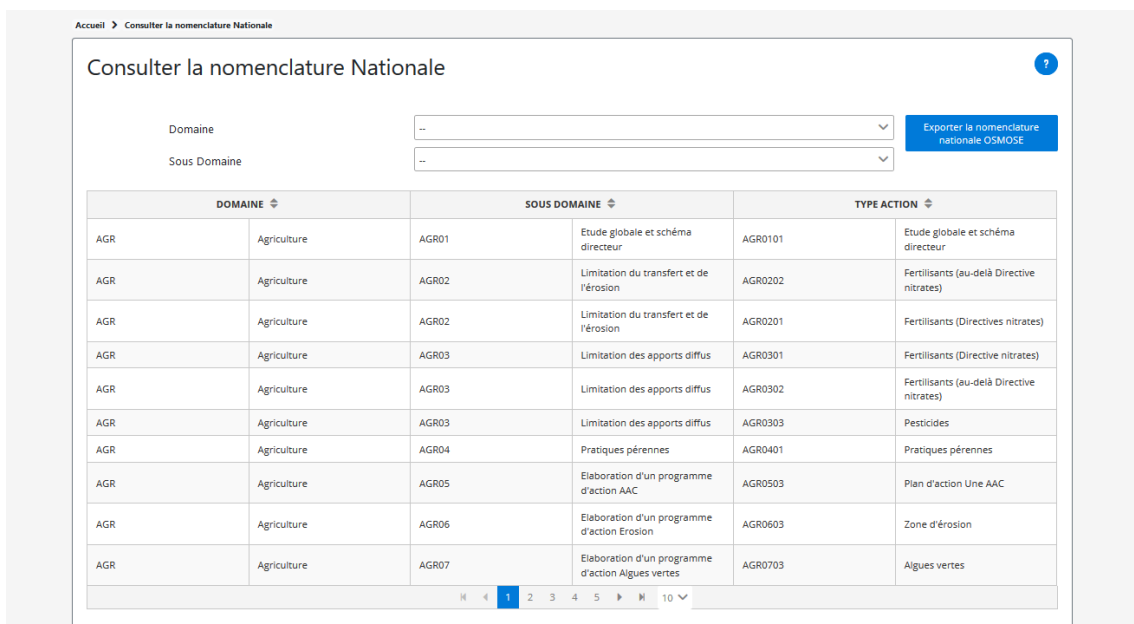 Accueil > Consulter la nomenclature Nationale
Consulter la nomenclature Nationale
?
Domaine
--
Exporter la nomenclature
nationale OSMOSE
Sous Domaine
--
DOMAINE SOUS DOMAINE TYPE ACTION
AGR Agriculture AGR01 Etude globale et schéma directeur AGR0101 Etude globale et schéma directeur
AGR Agriculture AGR02 Limitation du transfert et de l'érosion AGR0202 Fertilisants (au-delà Directive nitrates)
AGR Agriculture AGR02 Limitation du transfert et de l'érosion AGR0201 Fertilisants (Directives nitrates)
AGR Agriculture AGR03 Limitation des apports diffus AGR0301 Fertilisants (Directive nitrates)
AGR Agriculture AGR03 Limitation des apports diffus AGR0302 Fertilisants (au-delà Directive nitrates)
AGR Agriculture AGR03 Limitation des apports diffus AGR0303 Pesticides
AGR Agriculture AGR04 Pratiques pérennes AGR0401 Pratiques pérennes
AGR Agriculture AGR05 Elaboration d'un programme d'action AAC AGR0503 Plan d'action Une AAC
AGR Agriculture AGR06 Elaboration d'un programme d'action Erosion AGR0603 Zone d'érosion
AGR Agriculture AGR07 Elaboration d'un programme d'action Algues vertes AGR0703 Algues vertes
1 2 3 4 5 10